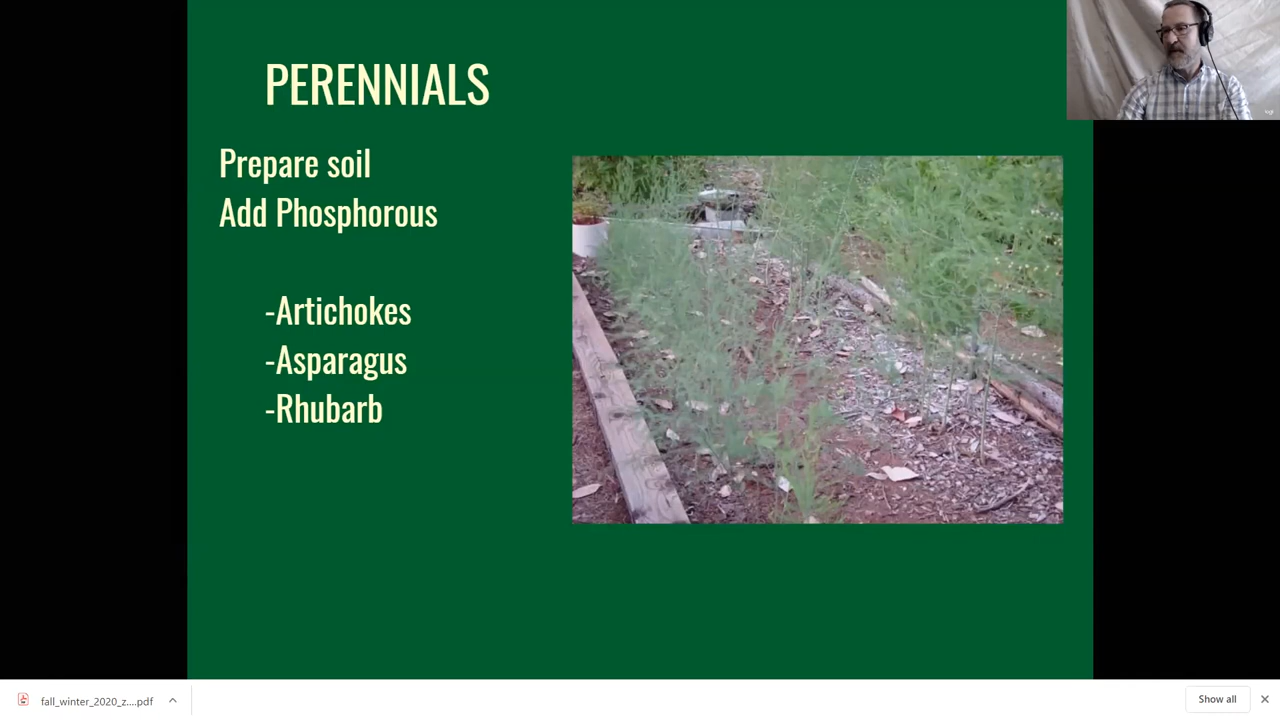 PERENNIALS
Prepare soil
Add Phosphorous
-Artichokes
-Asparagus
-Rhubarb
fall_winter_2020_z....pdf
Show all